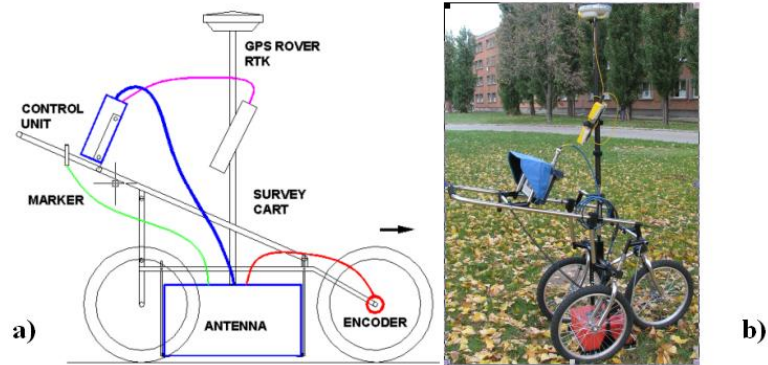 GPS ROVER
RTK
CONTROL
UNIT
MARKER
SURVEY
CART
ANTENNA
ENCODER
a)
b)